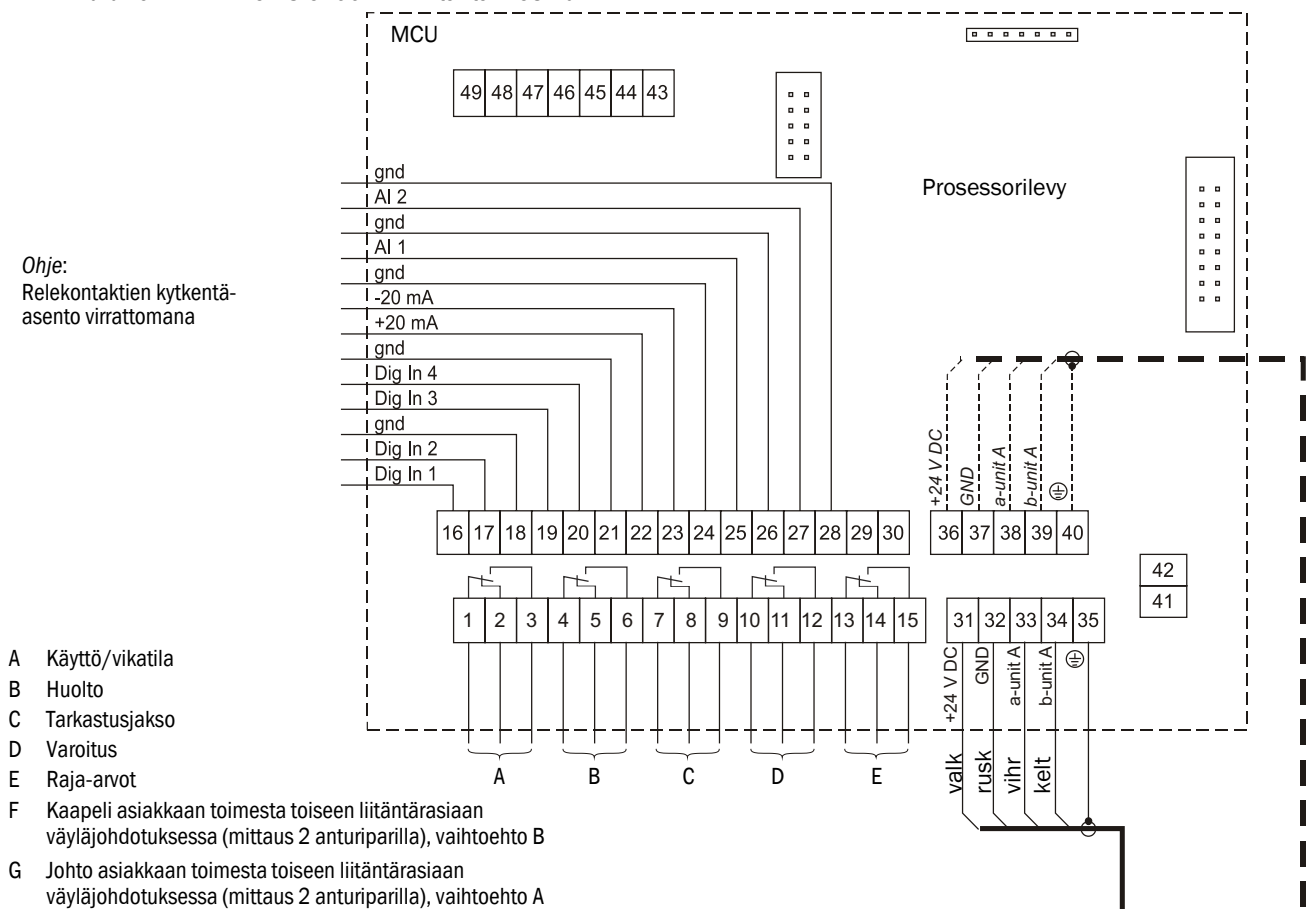 MCU
49 48 47 46 45 44 43
Prosessorilevy
gnd
AI 2
gnd
AI 1
gnd
-20 mA
+20 mA
gnd
Dig In 4
Dig In 3
gnd
Dig In 2
Dig In 1
Ohje:
Relekontaktien kytkentä-
asento virrattomana
+24 V DC
GND
a-unit A
b-unit A
16 17 18 19 20 21 22 23 24 25 26 27 28 29 30
36 37 38 39 40
42
41
1 2 3 4 5 6 7 8 9 10 11 12 13 14 15
31 32 33 34 35
+24 V DC
GND
a-unit A
b-unit A
valk
rusk
vihr
kelt
A B C D E
A Käyttö/vikatila
B Huolto
C Tarkastusjakso
D Varoitus
E Raja-arvot
F Kaapeli asiakkaan toimesta toiseen liitäntärasiaan
väyläjohdotuksessa (mittaus 2 anturiparilla), vaihtoehto B
G Johto asiakkaan toimesta toiseen liitäntärasiaan
väyläjohdotuksessa (mittaus 2 anturiparilla), vaihtoehto A